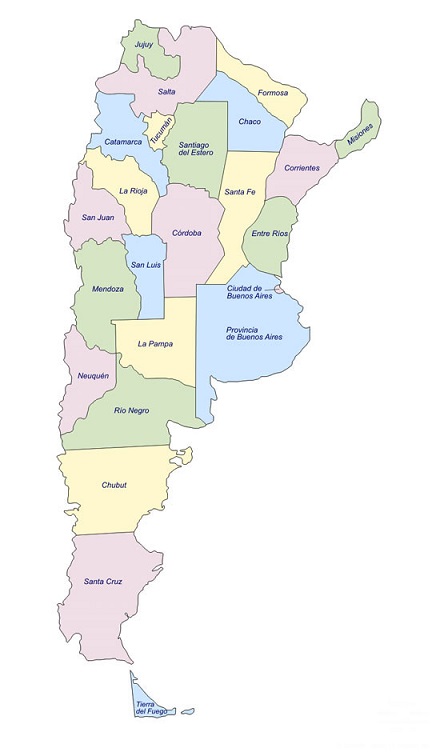 Jujuy
Salta
Formosa
Chaco
Tucumán
Misiones
Catamarca
Santiago
del Estero
Corrientes
La Rioja
Santa Fe
San Juan
Córdoba
Entre Ríos
San Luis
Mendoza
Ciudad de
Buenos Aires
Provincia
de Buenos Aires
La Pampa
Neuquén
Río Negro
Chubut
Santa Cruz
Tierra
del Fuego